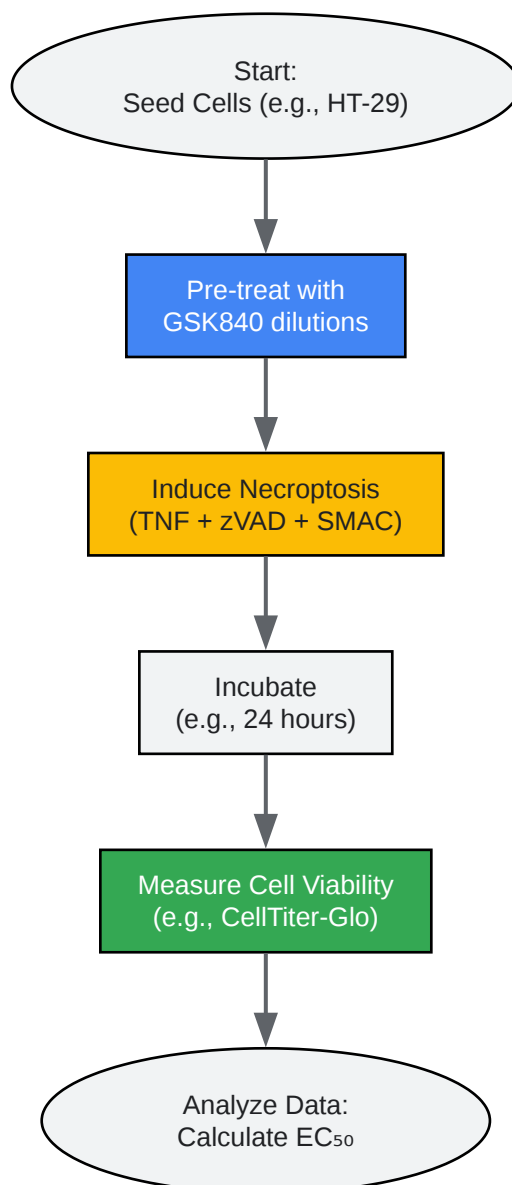 Start:
Seed Cells (e.g., HT-29)
Pre-treat with
GSK840 dilutions
Induce Necroptosis
(TNF + zVAD + SMAC)
Incubate
(e.g., 24 hours)
Measure Cell Viability
(e.g., CellTiter-Glo)
Analyze Data:
Calculate EC₅₀